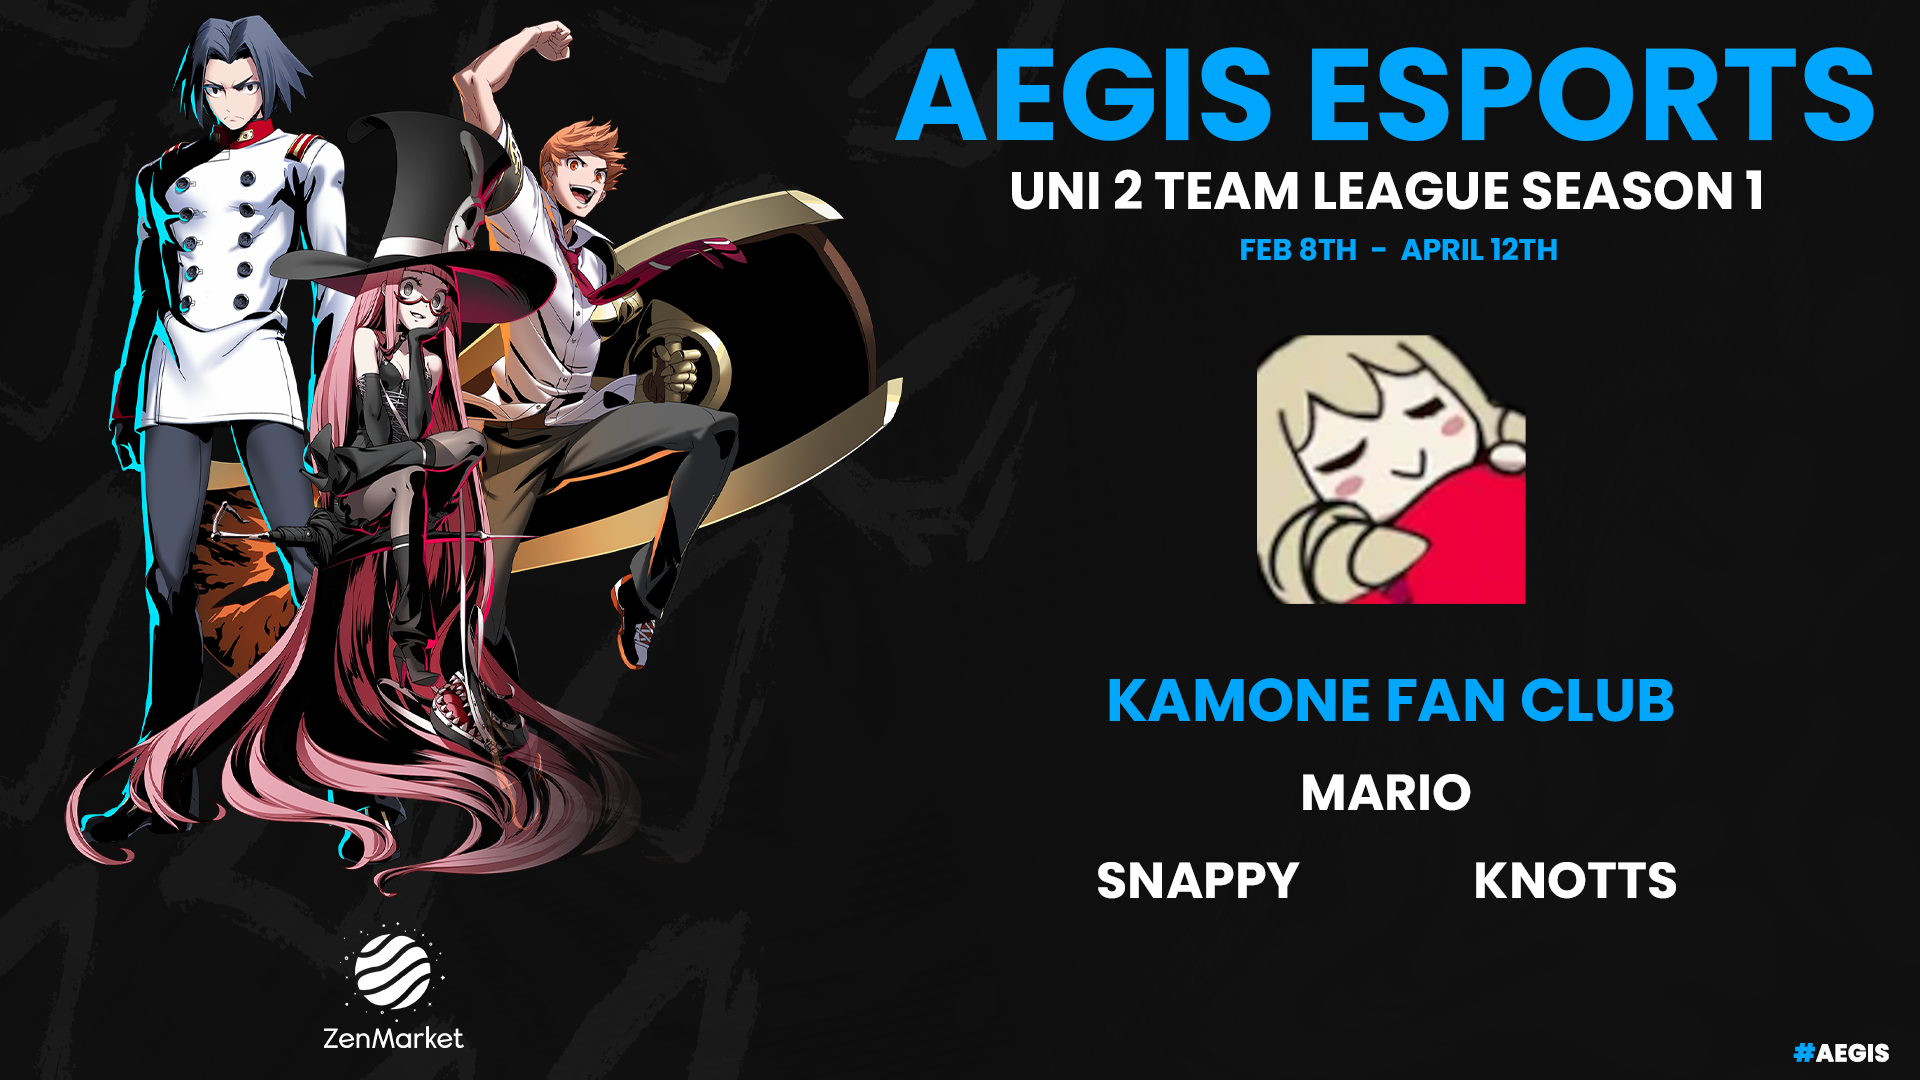 AEGIS ESPORTS
UNI 2 TEAM LEAGUE SEASON 1
FEB 8TH - APRIL 12TH
KAMONE FAN CLUB
MARIO
SNAPPY KNOTTS
ZenMarket
#AEGIS